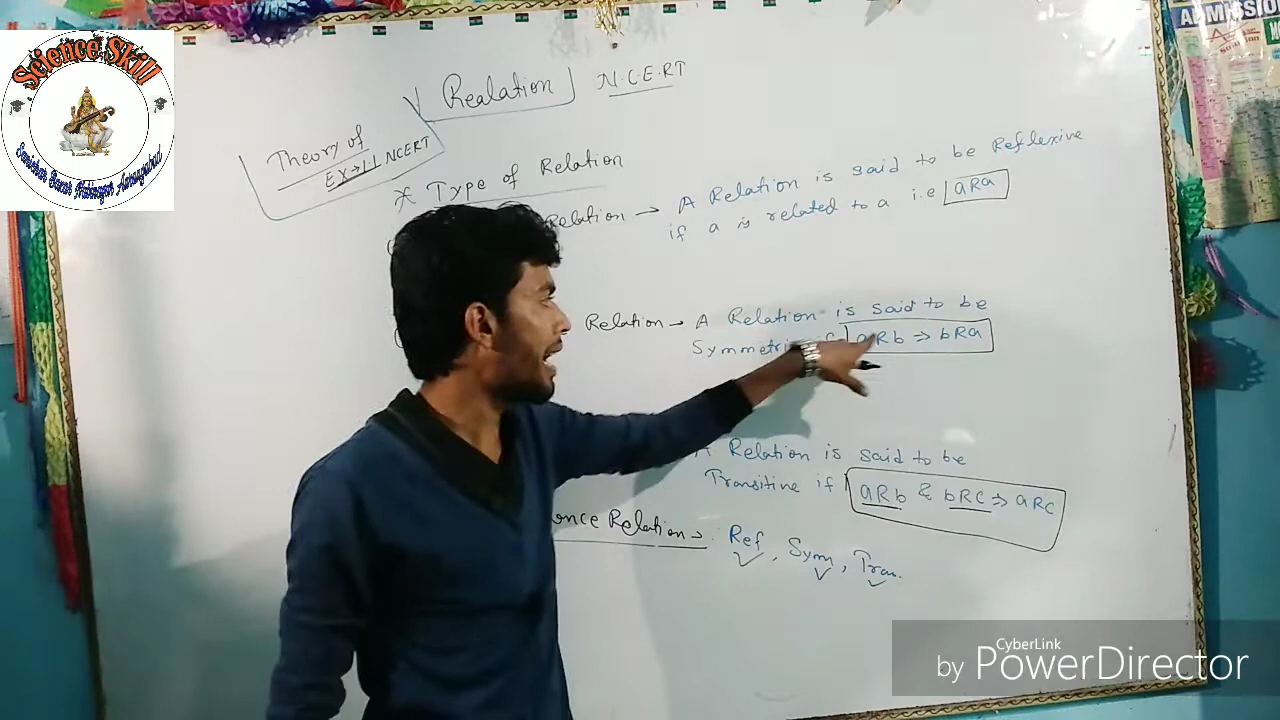 Science Skill
ADMISSION
Realation N.C.E.RT
Theory of
EX→1.1 NCERT
* Type of Relation
Relation → A Relation is said to be Reflexive
if a is related to a i.e aRa
Relation → A Relation is said to be
Symmetric if aRb ⇒ bRa
A Relation is said to be
Transitive if aRb & bRC ⇒ aRC
ence Relation → Ref, Sym, Tran.
CyberLink
by PowerDirector